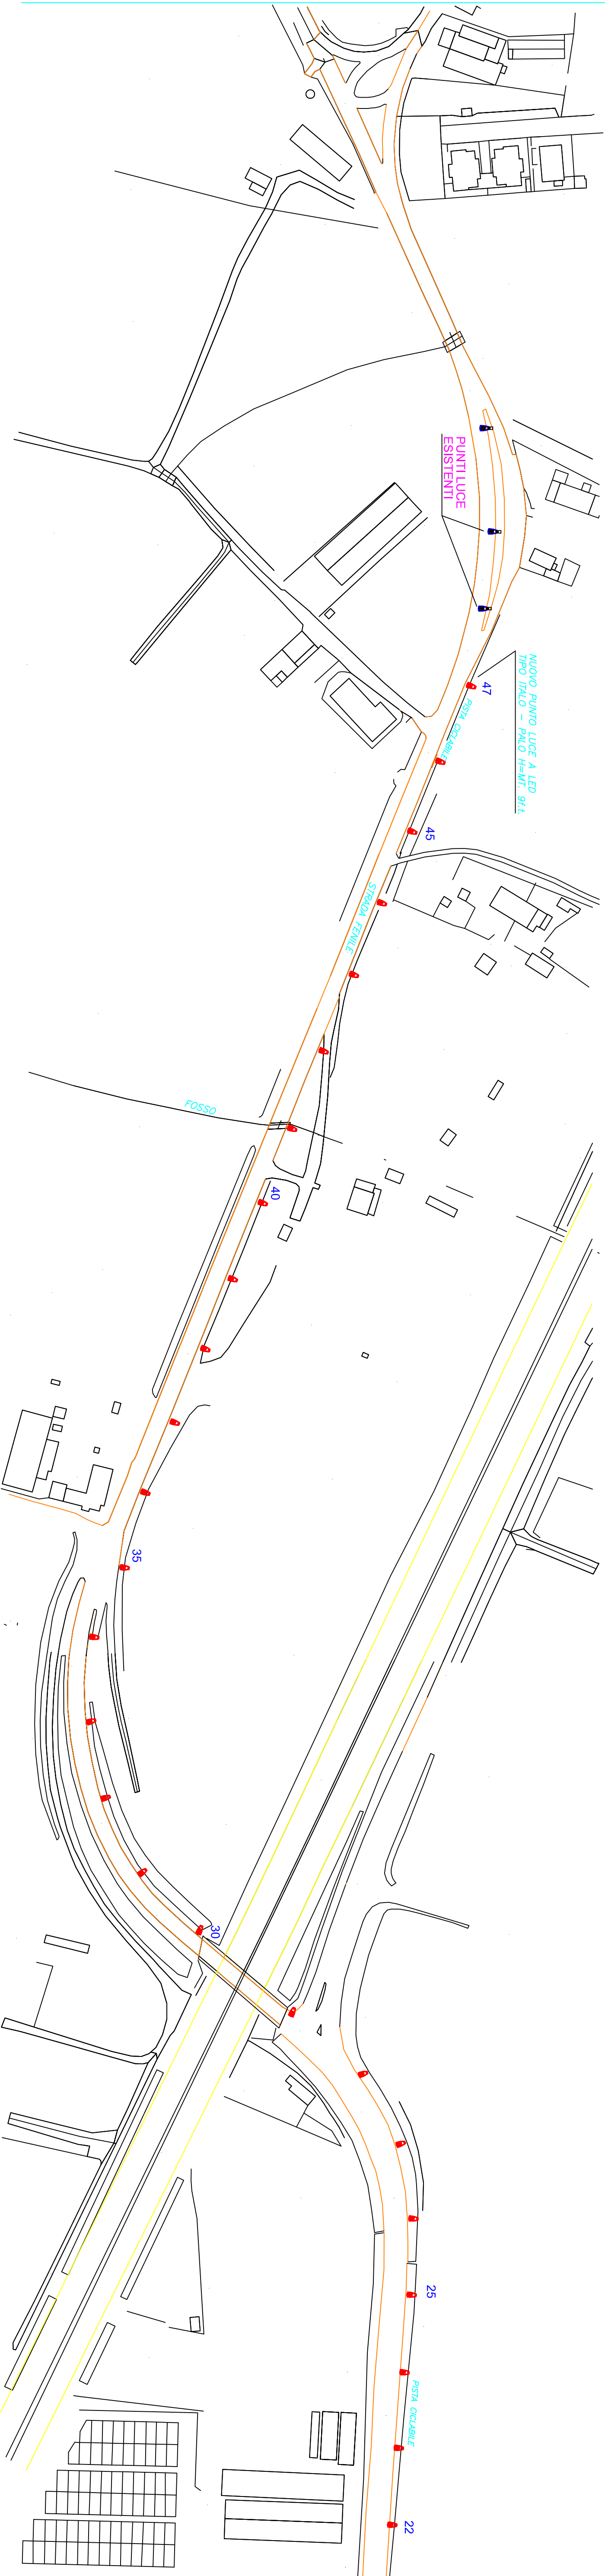 PUNTI LUCE
ESISTENTI
NUOVO PUNTO LUCE A LED
TIPO ITALO - PALO H=MT. 9f.t.
47
PISTA CICLABILE
45
STRADA FENILE
FOSSO
40
35
30
25
PISTA CICLABILE
22